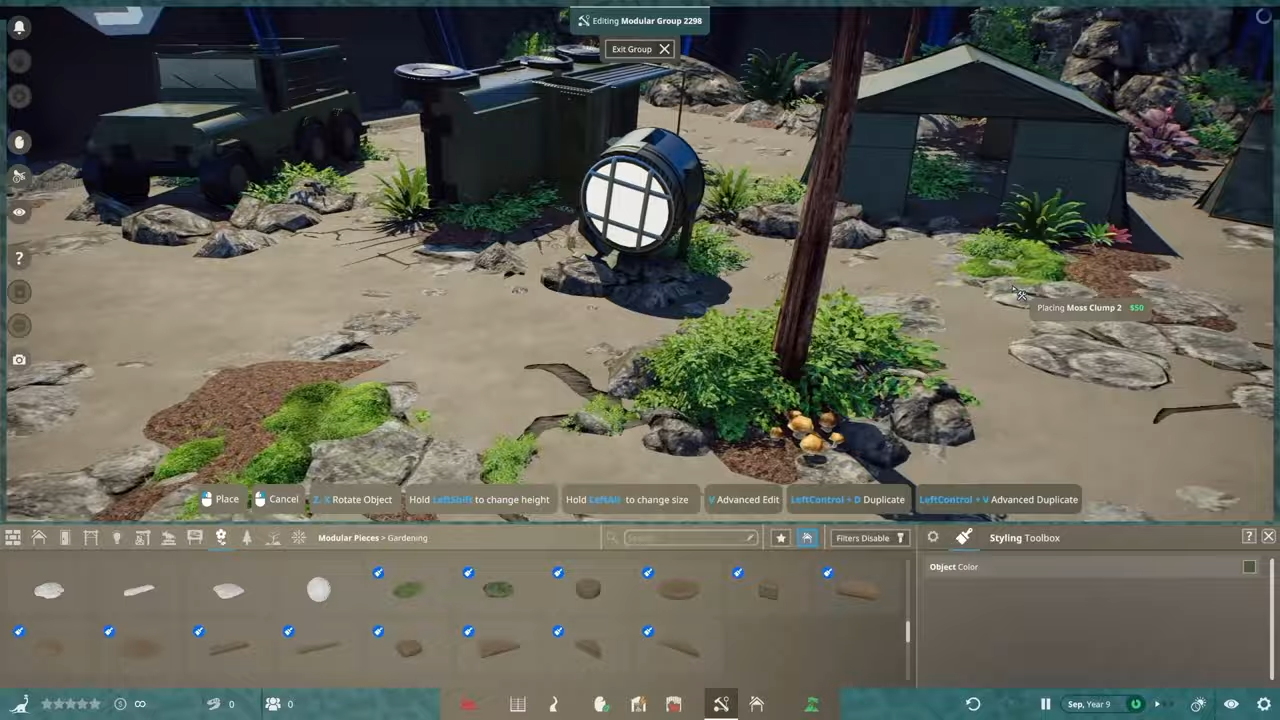 Editing Modular Group 2298
Exit Group
Placing Moss Clump 2 $50
Place
Cancel
Z, X Rotate Object
Hold LeftShift to change height
Hold LeftAlt to change size
V Advanced Edit
LeftControl + D Duplicate
LeftControl + V Advanced Duplicate
Modular Pieces > Gardening
Search
Filters Disable
Styling Toolbox
?
Object Color
?
∞
0
0
Sep, Year 9